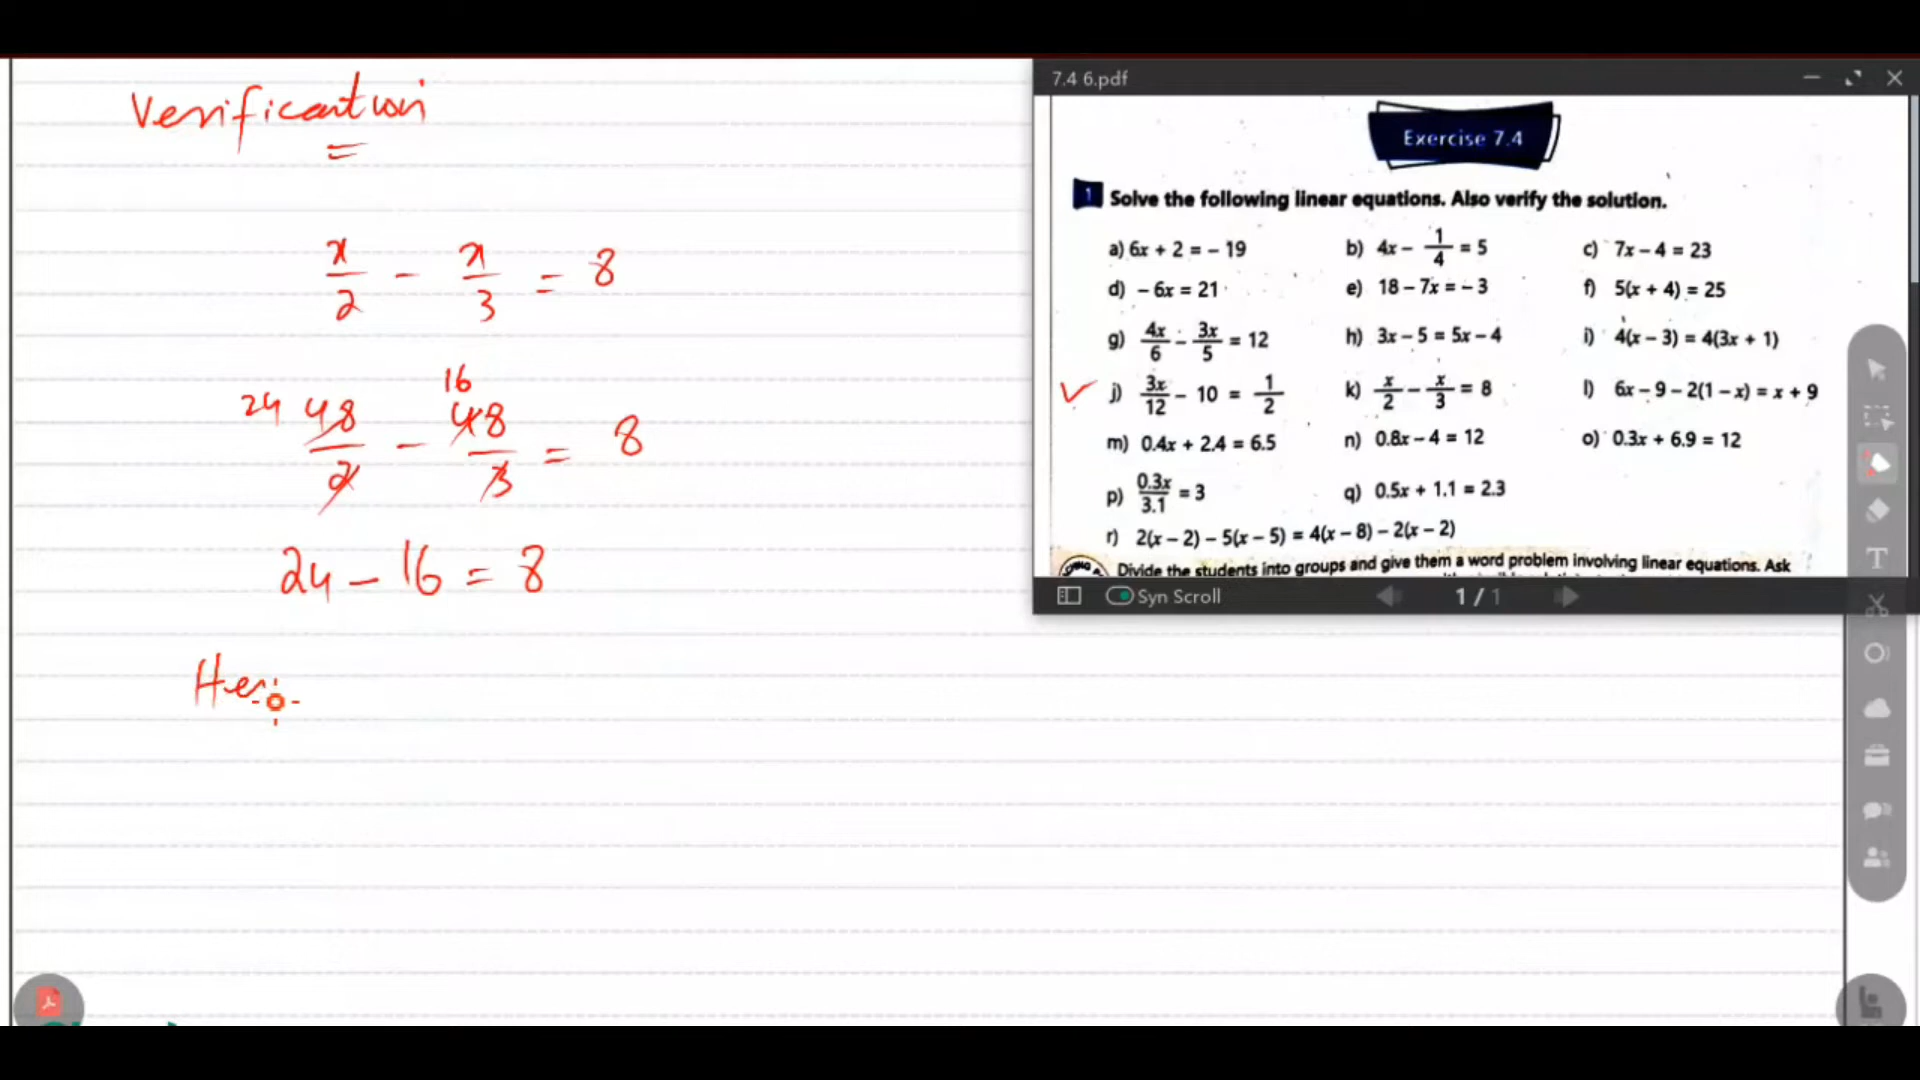 Verification
x/2 - x/3 = 8
24 48/2 - 16 48/3 = 8
24 - 16 = 8
Hen
7.4 6.pdf
Exercise 7.4
1 Solve the following linear equations. Also verify the solution.
a) 6x + 2 = - 19 b) 4x - 1/4 = 5 c) 7x - 4 = 23
d) - 6x = 21 e) 18 - 7x = - 3 f) 5(x + 4) = 25
g) 4x/6 - 3x/5 = 12 h) 3x - 5 = 5x - 4 i) 4(x - 3) = 4(3x + 1)
j) 3x/12 - 10 = 1/2 k) x/2 - x/3 = 8 l) 6x - 9 - 2(1 - x) = x + 9
m) 0.4x + 2.4 = 6.5 n) 0.8x - 4 = 12 o) 0.3x + 6.9 = 12
p) 0.3x/3.1 = 3 q) 0.5x + 1.1 = 2.3
r) 2(x - 2) - 5(x - 5) = 4(x - 8) - 2(x - 2)
Divide the students into groups and give them a word problem involving linear equations. Ask
Syn Scroll 1 / 1